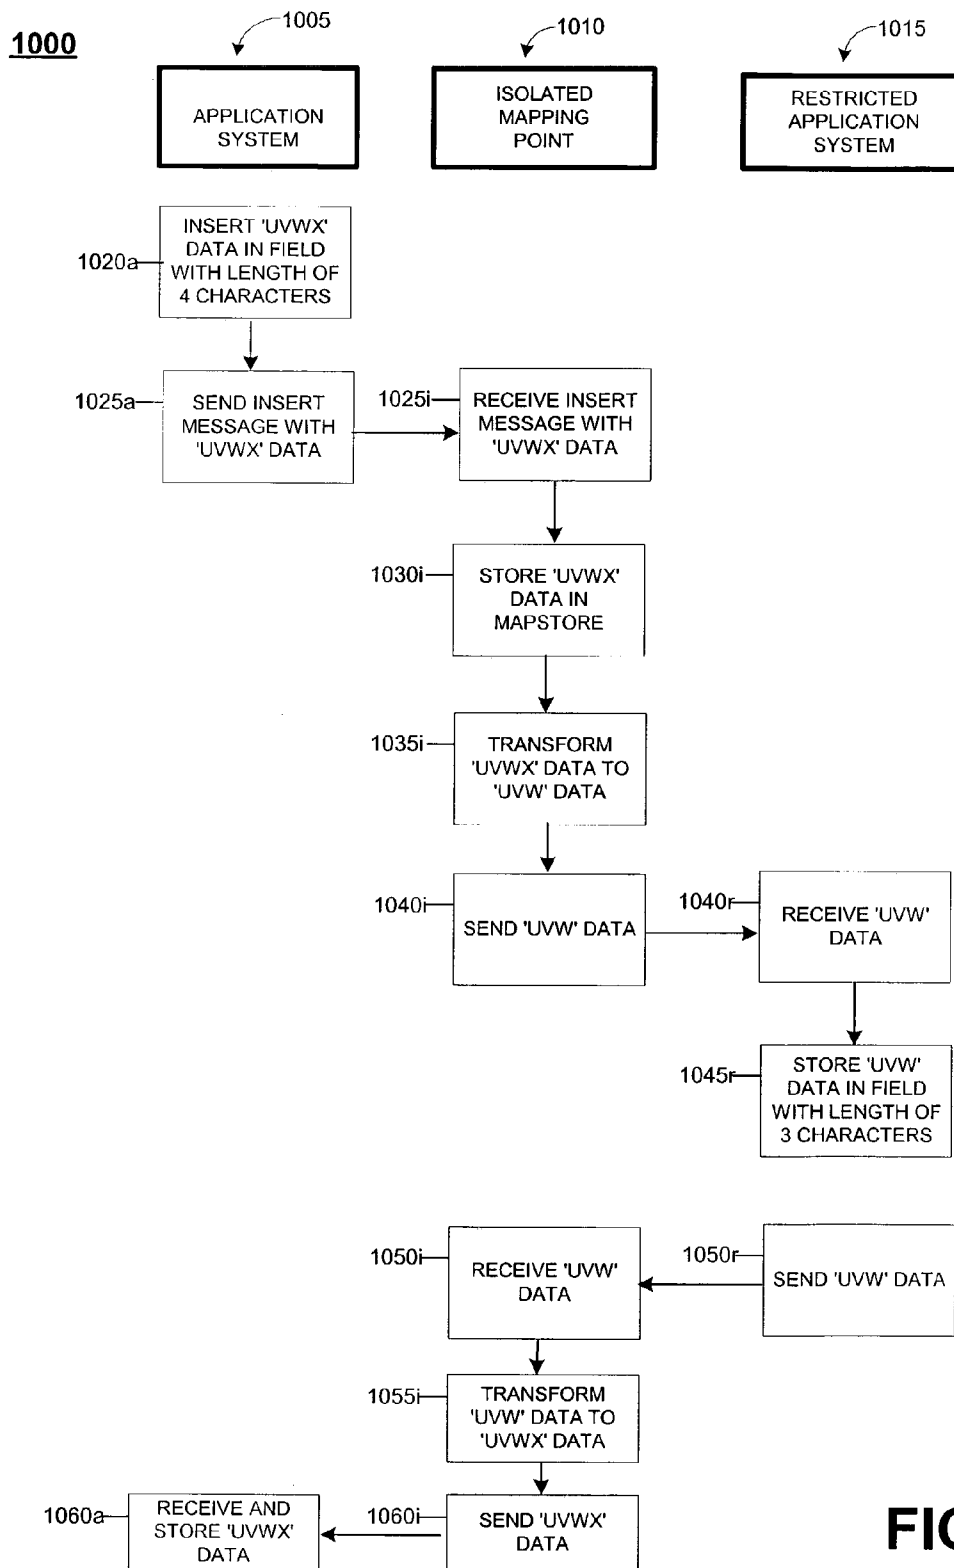 1000
1005
1010
1015
APPLICATION
SYSTEM
ISOLATED
MAPPING
POINT
RESTRICTED
APPLICATION
SYSTEM
1020a
INSERT 'UVWX'
DATA IN FIELD
WITH LENGTH OF
4 CHARACTERS
1025a
SEND INSERT
MESSAGE WITH
'UVWX' DATA
1025i
RECEIVE INSERT
MESSAGE WITH
'UVWX' DATA
1030i
STORE 'UVWX'
DATA IN
MAPSTORE
1035i
TRANSFORM
'UVWX' DATA TO
'UVW' DATA
1040i
SEND 'UVW' DATA
1040r
RECEIVE 'UVW'
DATA
1045r
STORE 'UVW'
DATA IN FIELD
WITH LENGTH OF
3 CHARACTERS
1050i
RECEIVE 'UVW'
DATA
1050r
SEND 'UVW' DATA
1055i
TRANSFORM
'UVW' DATA TO
'UVWX' DATA
1060a
RECEIVE AND
STORE 'UVWX'
DATA
1060i
SEND 'UVWX'
DATA
FIG